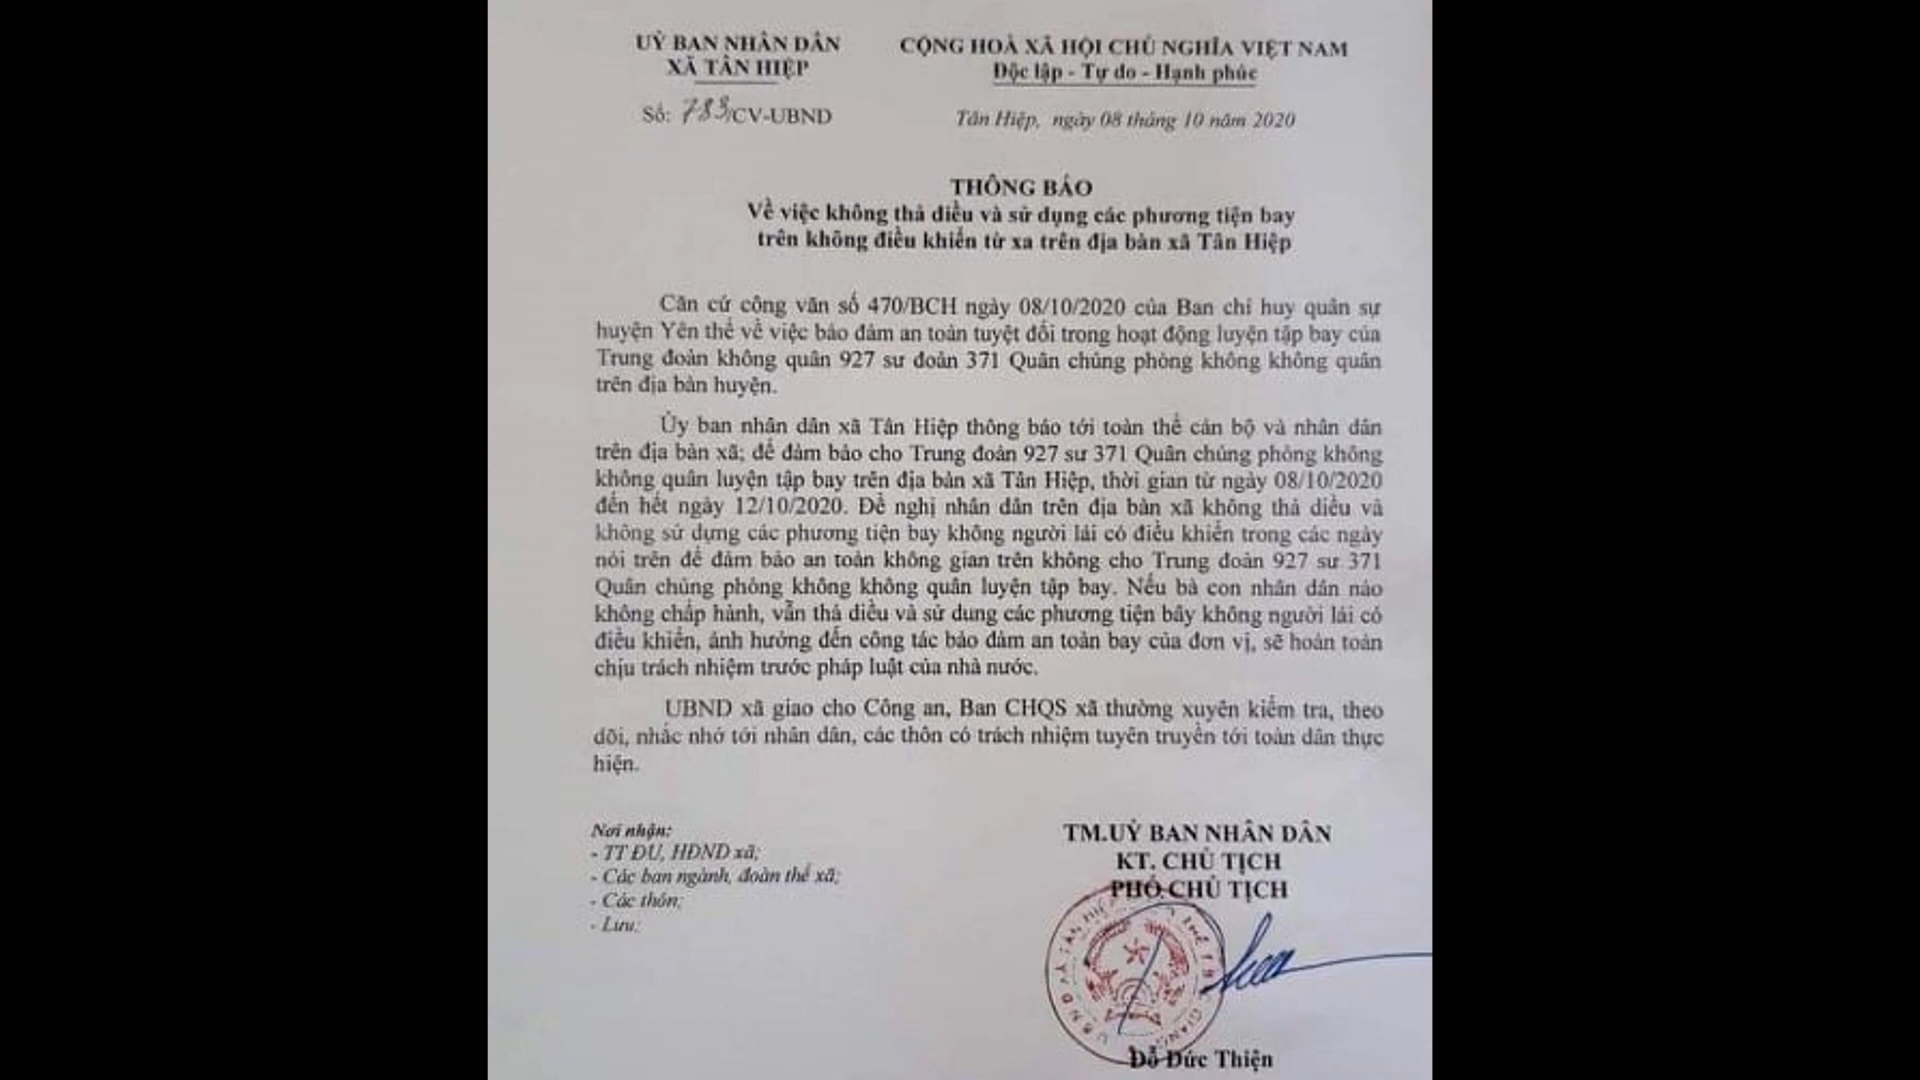 UỶ BAN NHÂN DÂN
XÃ TÂN HIỆP
Số: 783/CV-UBND
CỘNG HOÀ XÃ HỘI CHỦ NGHĨA VIỆT NAM
Độc lập - Tự do - Hạnh phúc
Tân Hiệp, ngày 08 tháng 10 năm 2020
THÔNG BÁO
Về việc không thả diều và sử dụng các phương tiện bay
trên không điều khiển từ xa trên địa bàn xã Tân Hiệp
Căn cứ công văn số 470/BCH ngày 08/10/2020 của Ban chỉ huy quân sự
huyện Yên thế về việc bảo đảm an toàn tuyệt đối trong hoạt động luyện tập bay của
Trung đoàn không quân 927 sư đoàn 371 Quân chủng phòng không không quân
trên địa bàn huyện.
Ủy ban nhân dân xã Tân Hiệp thông báo tới toàn thể cán bộ và nhân dân
trên địa bàn xã; để đảm bảo cho Trung đoàn 927 sư 371 Quân chủng phòng không
không quân luyện tập bay trên địa bàn xã Tân Hiệp, thời gian từ ngày 08/10/2020
đến hết ngày 12/10/2020. Đề nghị nhân dân trên địa bàn xã không thả diều và
không sử dụng các phương tiện bay không người lái có điều khiển trong các ngày
nói trên để đảm bảo an toàn không gian trên không cho Trung đoàn 927 sư 371
Quân chủng phòng không không quân luyện tập bay. Nếu bà con nhân dân nào
không chấp hành, vẫn thả diều và sử dung các phương tiện bây không người lái có
điều khiển, ảnh hưởng đến công tác bảo đảm an toàn bay của đơn vị, sẽ hoàn toàn
chịu trách nhiệm trước pháp luật của nhà nước.
UBND xã giao cho Công an, Ban CHQS xã thường xuyên kiểm tra, theo
dõi, nhắc nhở tới nhân dân, các thôn có trách nhiệm tuyên truyền tới toàn dân thực
hiện.
Nơi nhận:
- TT ĐU, HĐND xã;
- Các ban ngành, đoàn thể xã;
- Các thôn;
- Lưu;
TM.UỶ BAN NHÂN DÂN
KT. CHỦ TỊCH
PHÓ CHỦ TỊCH
Đỗ Đức Thiện